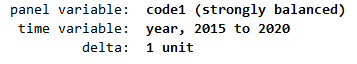 panel variable:  code1 (strongly balanced)
time variable:  year, 2015 to 2020
delta:  1 unit